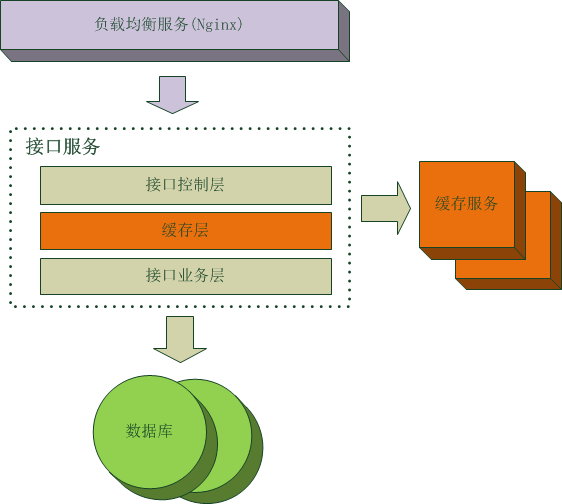 负载均衡服务(Nginx)
接口服务
接口控制层
缓存层
接口业务层
缓存服务
数据库